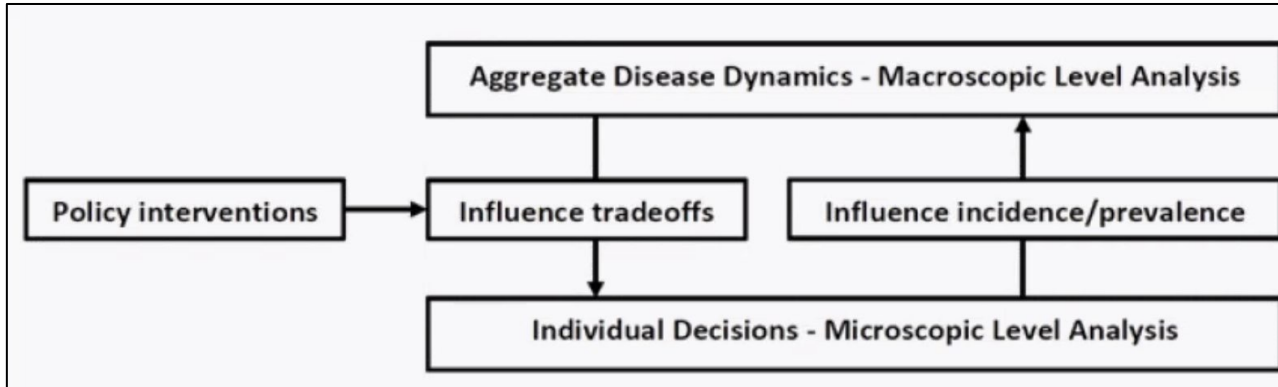 Aggregate Disease Dynamics - Macroscopic Level Analysis
Policy interventions
Influence tradeoffs
Influence incidence/prevalence
Individual Decisions - Microscopic Level Analysis